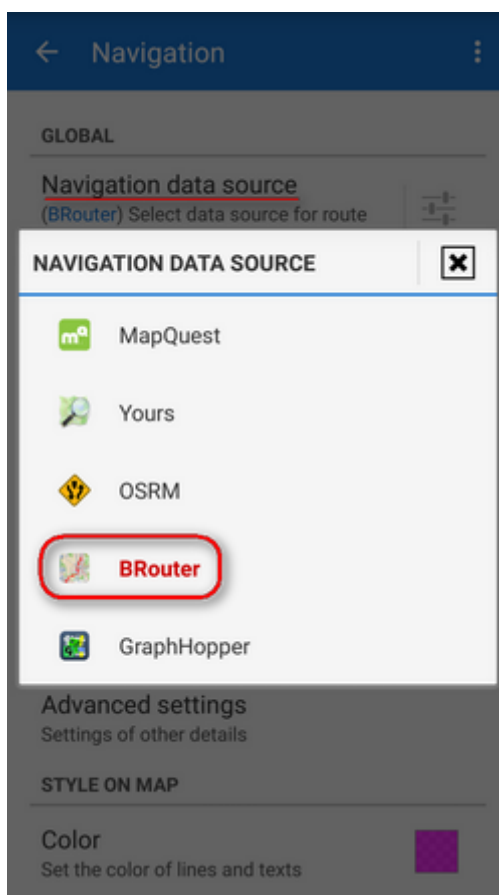 Navigation
GLOBAL
Navigation data source
(BRouter) Select data source for route
NAVIGATION DATA SOURCE
MapQuest
Yours
OSRM
BRouter
GraphHopper
Advanced settings
Settings of other details
STYLE ON MAP
Color
Set the color of lines and texts